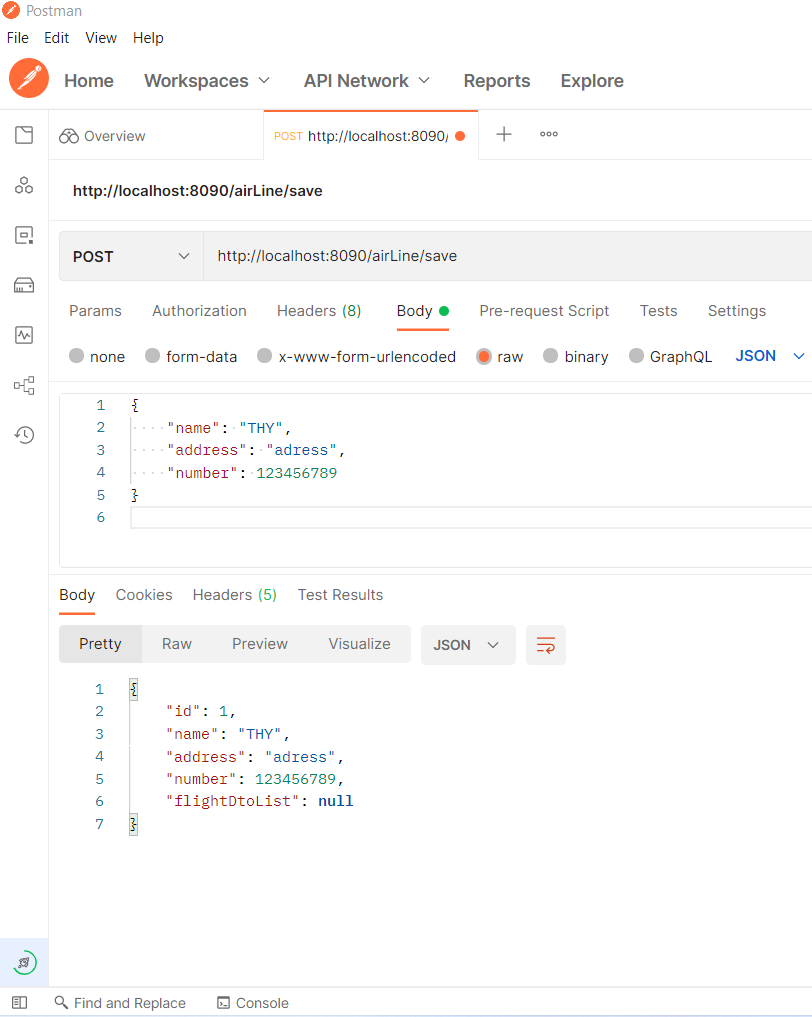 Postman
File Edit View Help
Home Workspaces API Network Reports Explore
Overview POST http://localhost:8090/
http://localhost:8090/airLine/save
POST http://localhost:8090/airLine/save
Params Authorization Headers (8) Body Pre-request Script Tests Settings
none form-data x-www-form-urlencoded raw binary GraphQL JSON
1 {
2 "name": "THY",
3 "address": "adress",
4 "number": 123456789
5 }
6
Body Cookies Headers (5) Test Results
Pretty Raw Preview Visualize JSON
1 {
2 "id": 1,
3 "name": "THY",
4 "address": "adress",
5 "number": 123456789,
6 "flightDtoList": null
7 }
Find and Replace Console